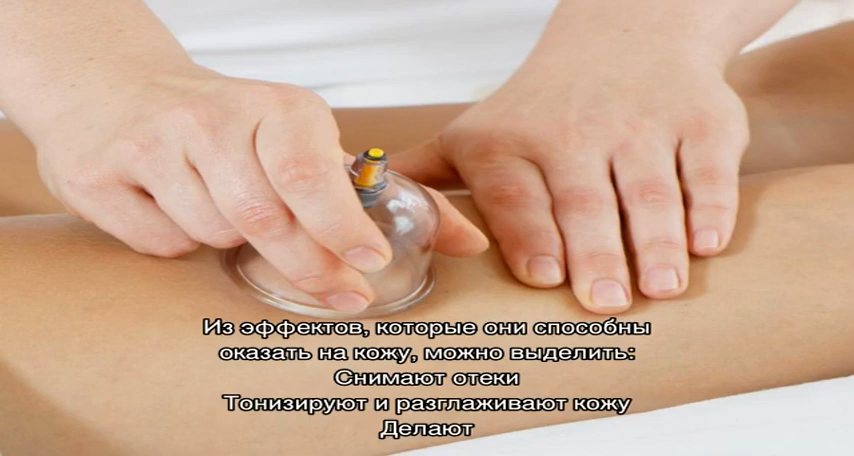 Из эффектов, которые они способны
оказать на кожу, можно выделить:
Снимают отеки
Тонизируют и разглаживают кожу
Делают